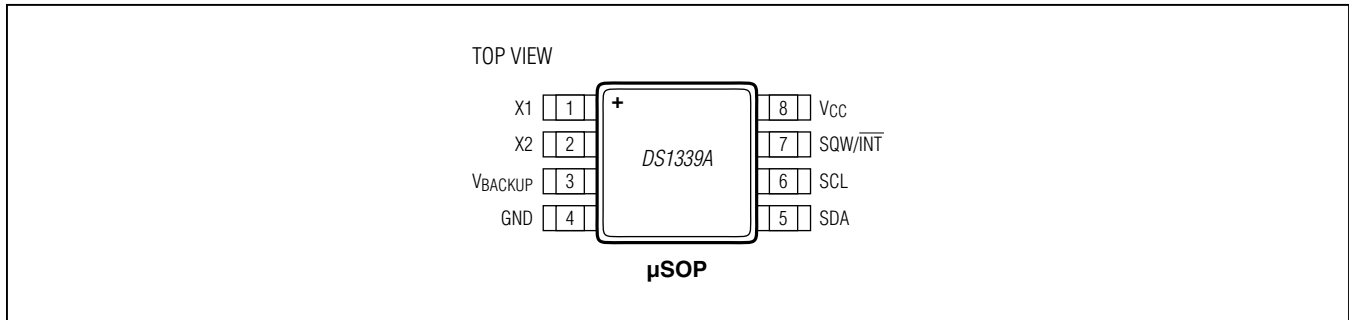 TOP VIEW
X1 1 + 8 VCC
X2 2 DS1339A 7 SQW/INT
VBACKUP 3 6 SCL
GND 4 5 SDA
µSOP